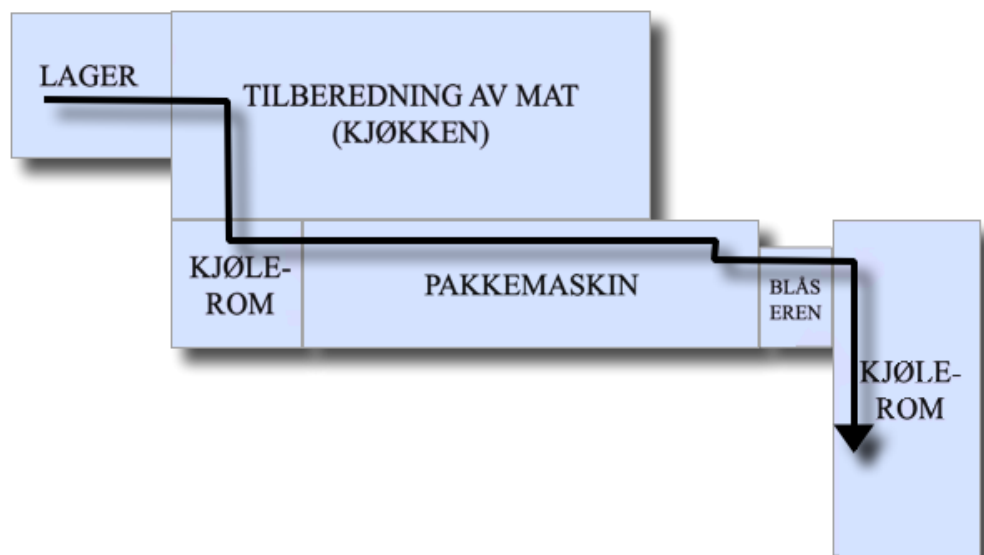 LAGER
TILBEREDNING AV MAT
(KJØKKEN)
KJØLE-
ROM
PAKKEMASKIN
BLÅS
EREN
KJØLE-
ROM